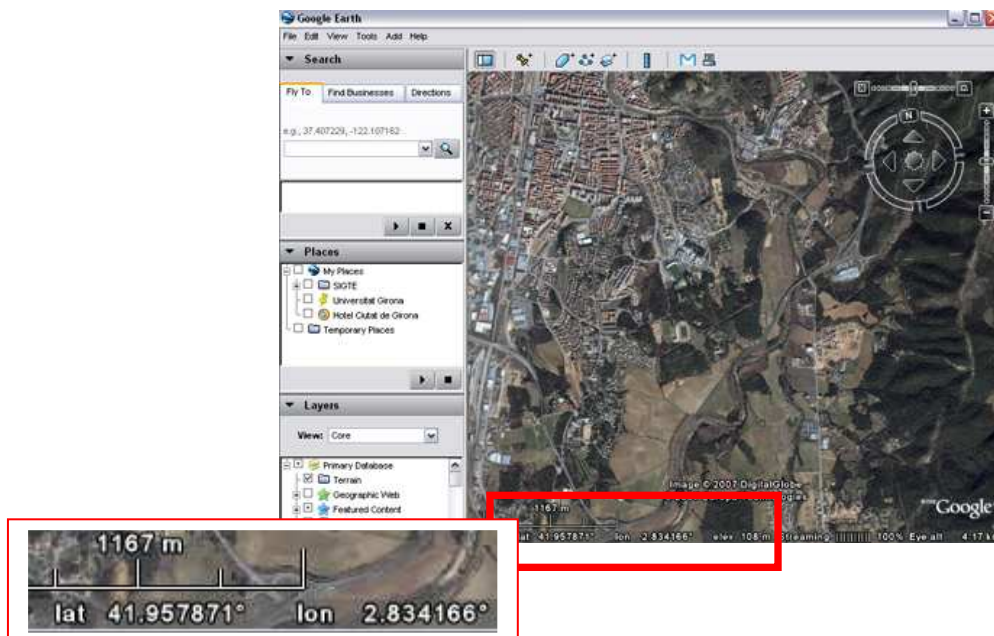 Google Earth
File Edit View Tools Add Help
Search
Fly To Find Businesses Directions
e.g., 37.407229, -122.107162
Places
My Places
SIGTE
Universitat Girona
Hotel Ciutat de Girona
Temporary Places
Layers
View: Core
Primary Database
Terrain
Geographic Web
Featured Content
N
Image © 2007 DigitalGlobe
Google
1167 m
lat 41.957871° lon 2.834166° elev 108 m Streaming 100% Eye alt 4.17
1167 m
lat 41.957871° lon 2.834166°